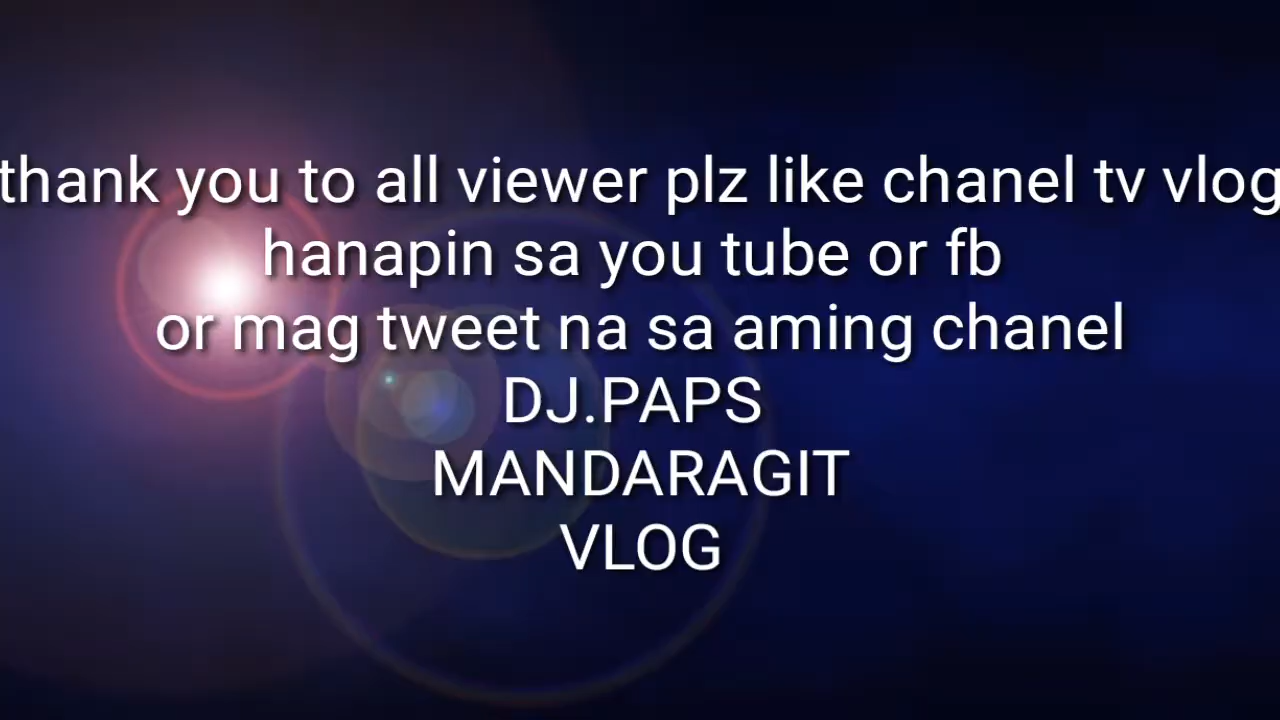 thank you to all viewer plz like chanel tv vlog
hanapin sa you tube or fb
or mag tweet na sa aming chanel
DJ.PAPS
MANDARAGIT
VLOG